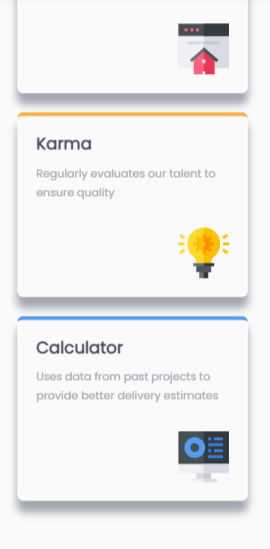 Karma
Regularly evaluates our talent to
ensure quality
Calculator
Uses data from past projects to
provide better delivery estimates